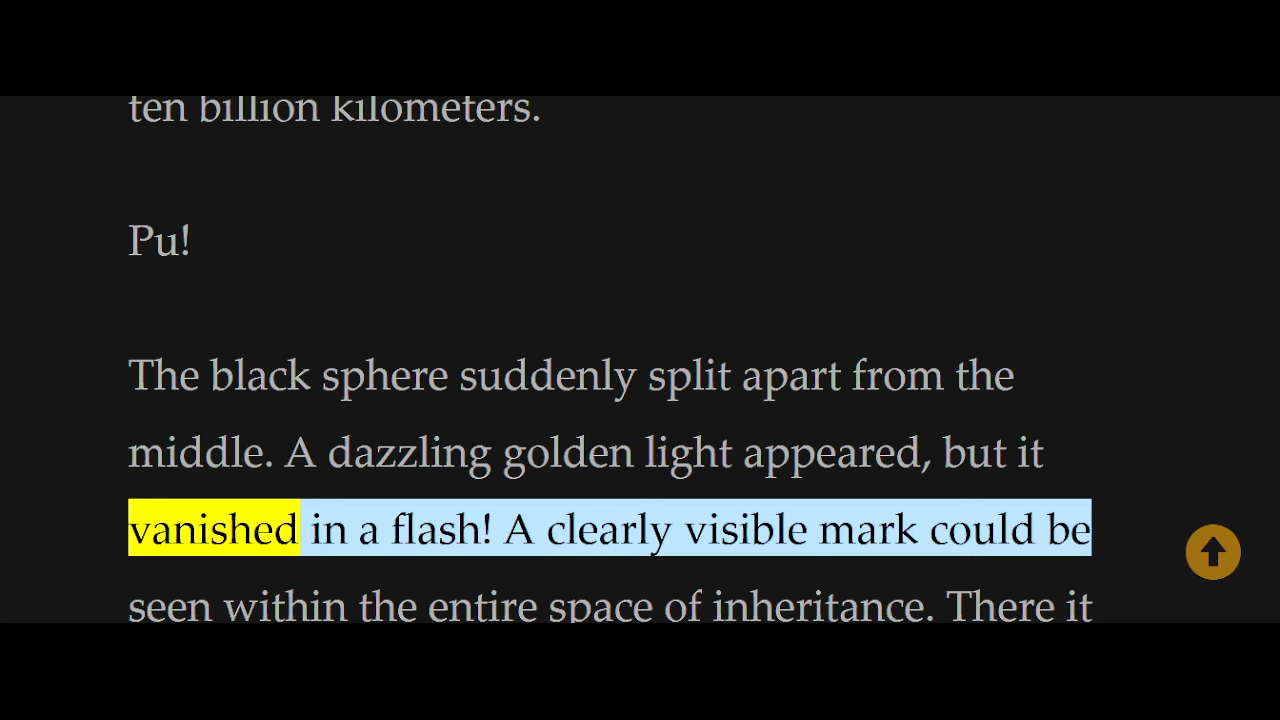 ten billion kilometers.
Pu!
The black sphere suddenly split apart from the
middle. A dazzling golden light appeared, but it
vanished in a flash! A clearly visible mark could be
seen within the entire space of inheritance. There it